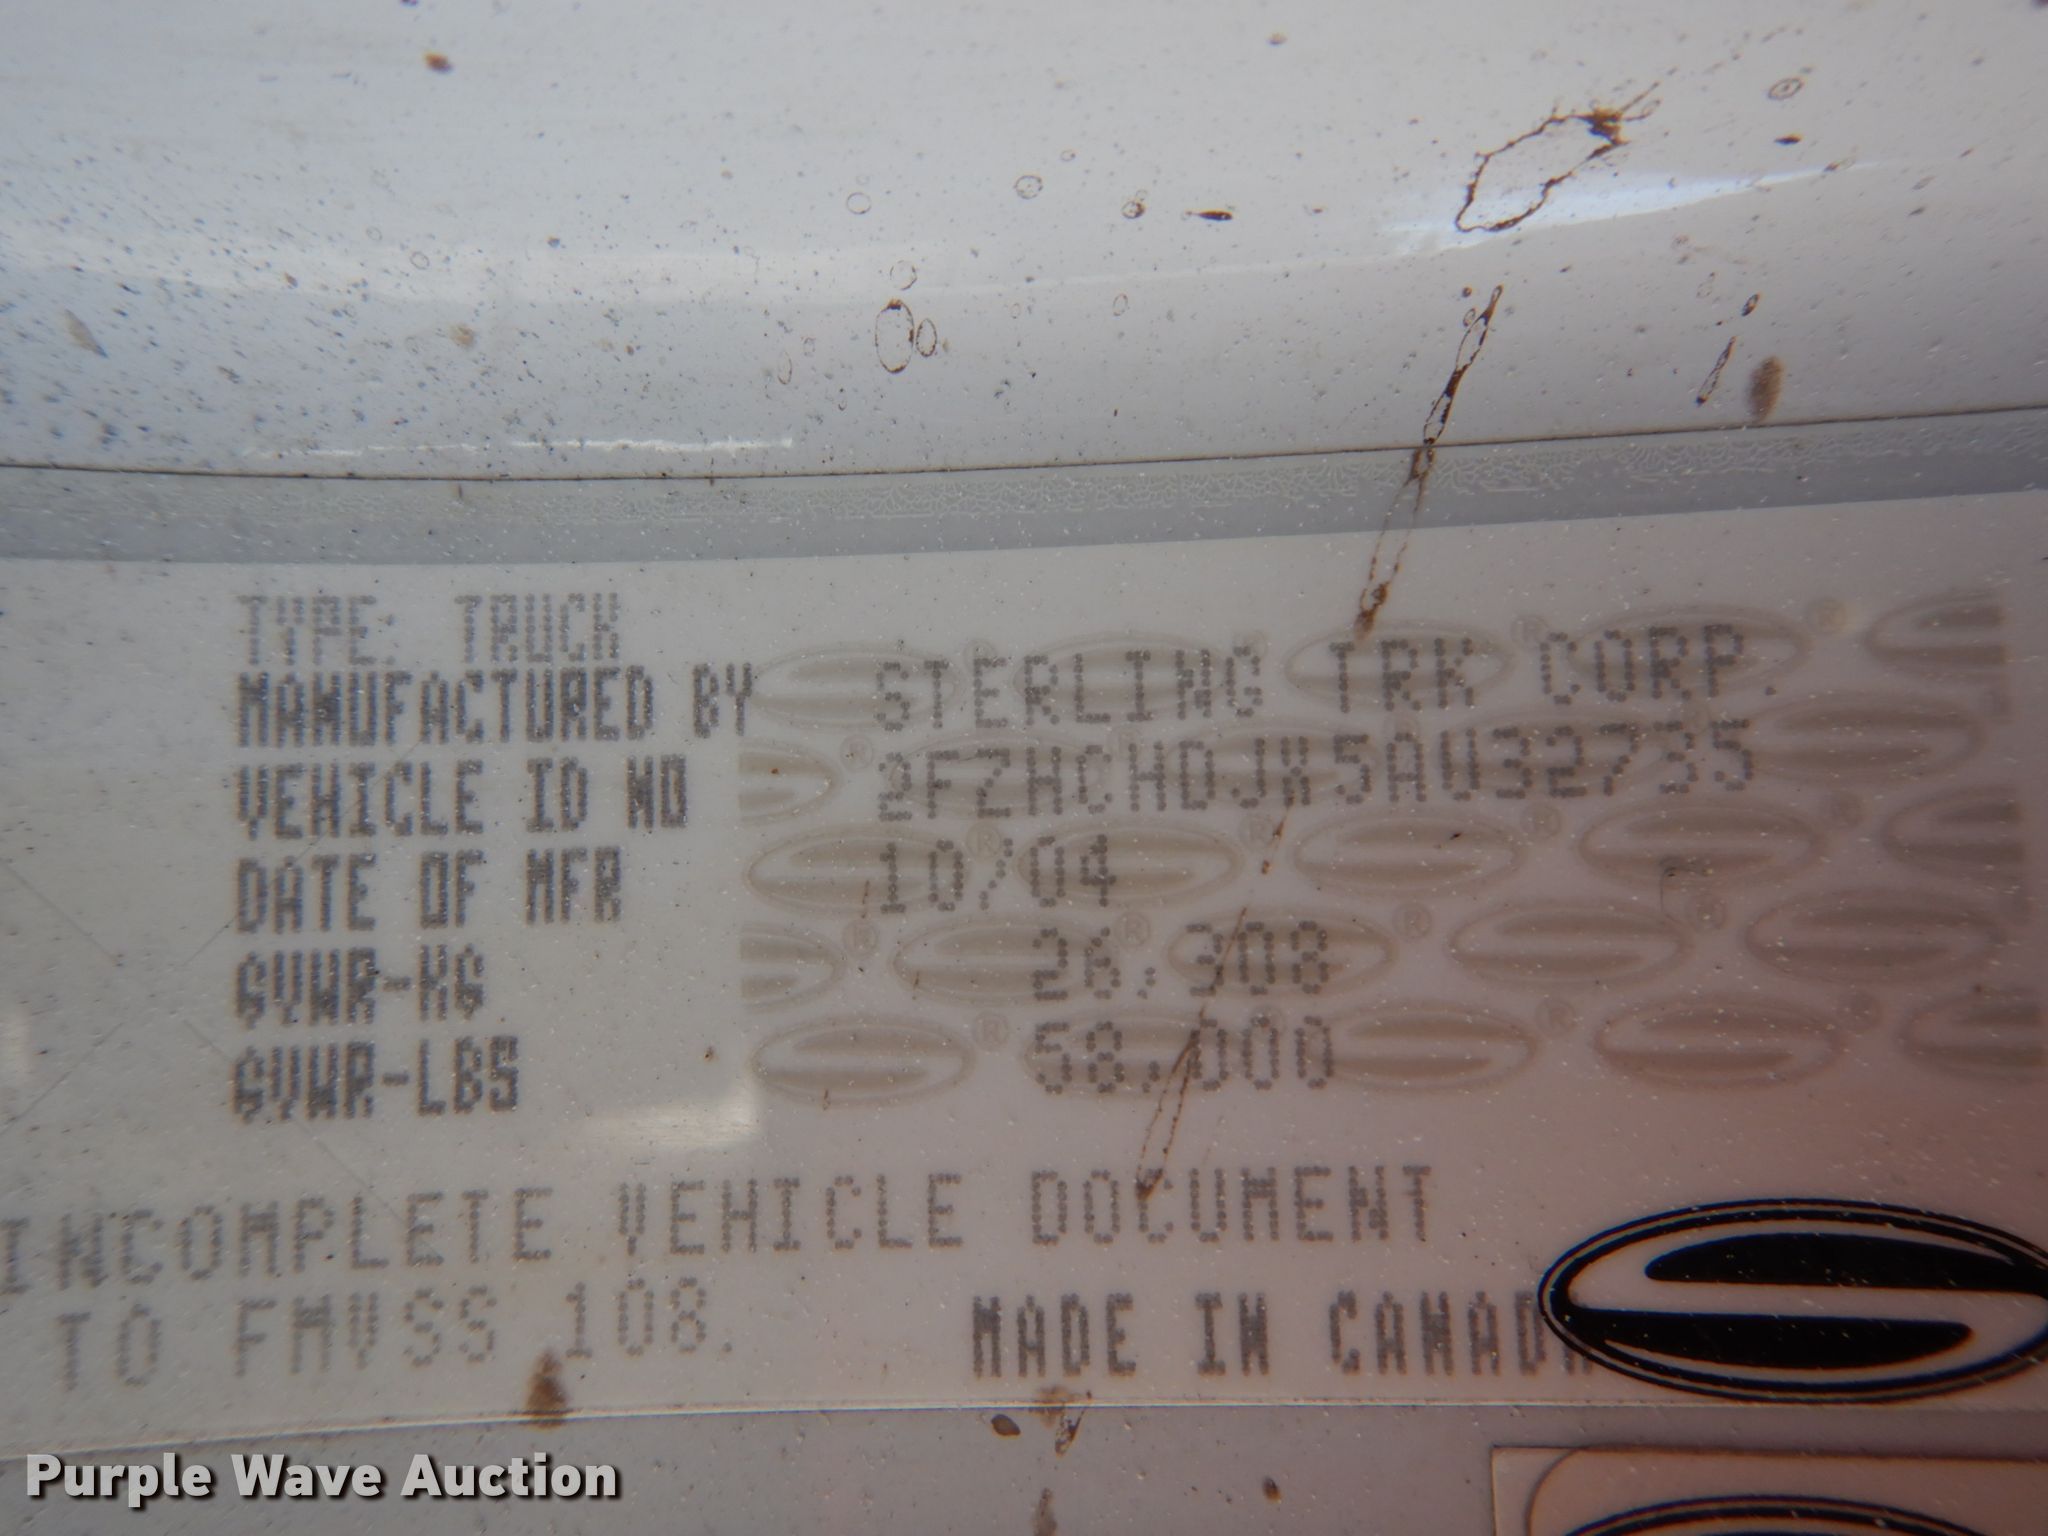 TYPE: TRUCK
MANUFACTURED BY STERLING TRK CORP.
VEHICLE ID NO 2FZHCHDJX5AU32735
DATE OF MFR 10/04
GVWR-KG 26,308
GVWR-LBS 58,000
INCOMPLETE VEHICLE DOCUMENT
TO FMVSS 108.
MADE IN CANADA
Purple Wave Auction